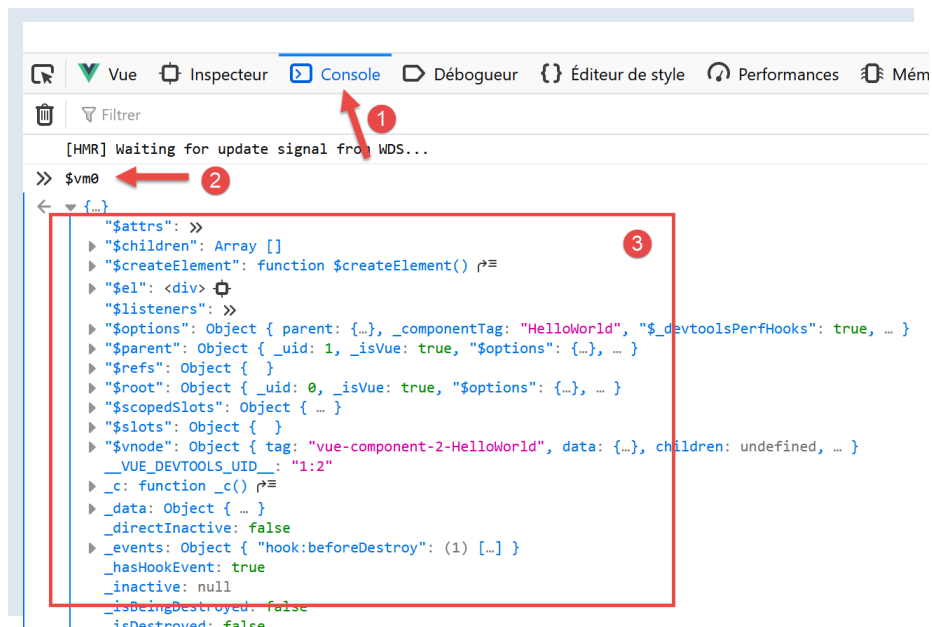 Vue Inspecteur Console Débogueur Éditeur de style Performances Mém
Filtrer
1
[HMR] Waiting for update signal from WDS...
$vm0
2
{…}
3
"$attrs":
"$children": Array []
"$createElement": function $createElement()
"$el": <div>
"$listeners":
"$options": Object { parent: {…}, _componentTag: "HelloWorld", "$_devtoolsPerfHooks": true, … }
"$parent": Object { _uid: 1, _isVue: true, "$options": {…}, … }
"$refs": Object { }
"$root": Object { _uid: 0, _isVue: true, "$options": {…}, … }
"$scopedSlots": Object { … }
"$slots": Object { }
"$vnode": Object { tag: "vue-component-2-HelloWorld", data: {…}, children: undefined, … }
__VUE_DEVTOOLS_UID__: "1:2"
_c: function _c()
_data: Object { … }
_directInactive: false
_events: Object { "hook:beforeDestroy": (1) […] }
_hasHookEvent: true
_inactive: null
_isBeingDestroyed: false
_isDestroyed: false